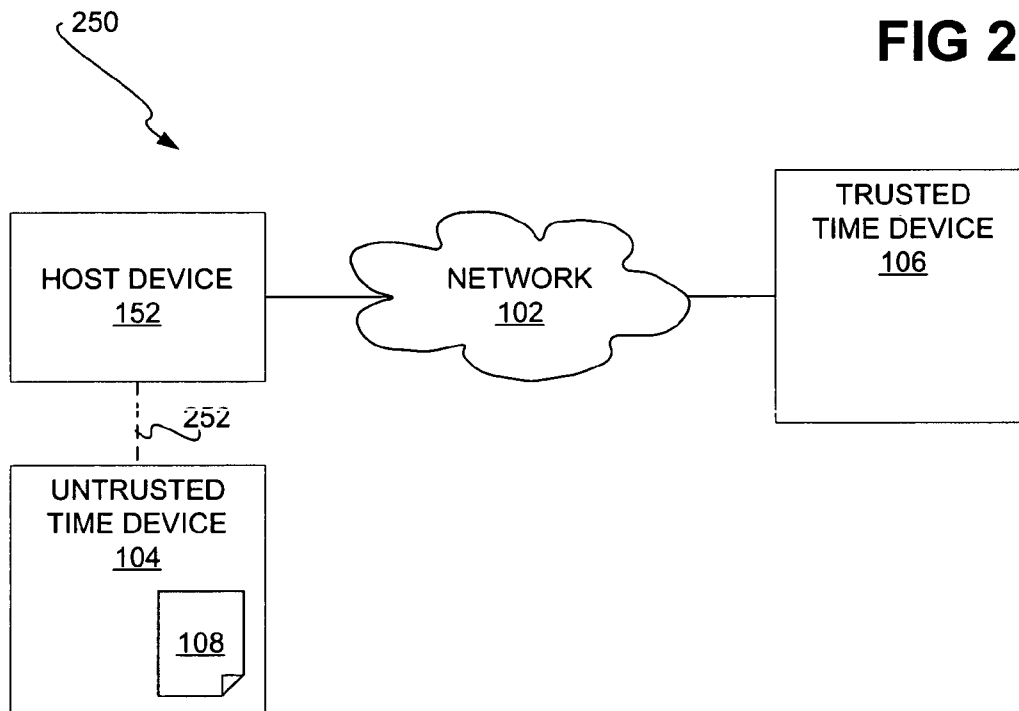 250
FIG 2
TRUSTED
TIME DEVICE
106
HOST DEVICE
152
NETWORK
102
252
UNTRUSTED
TIME DEVICE
104
108